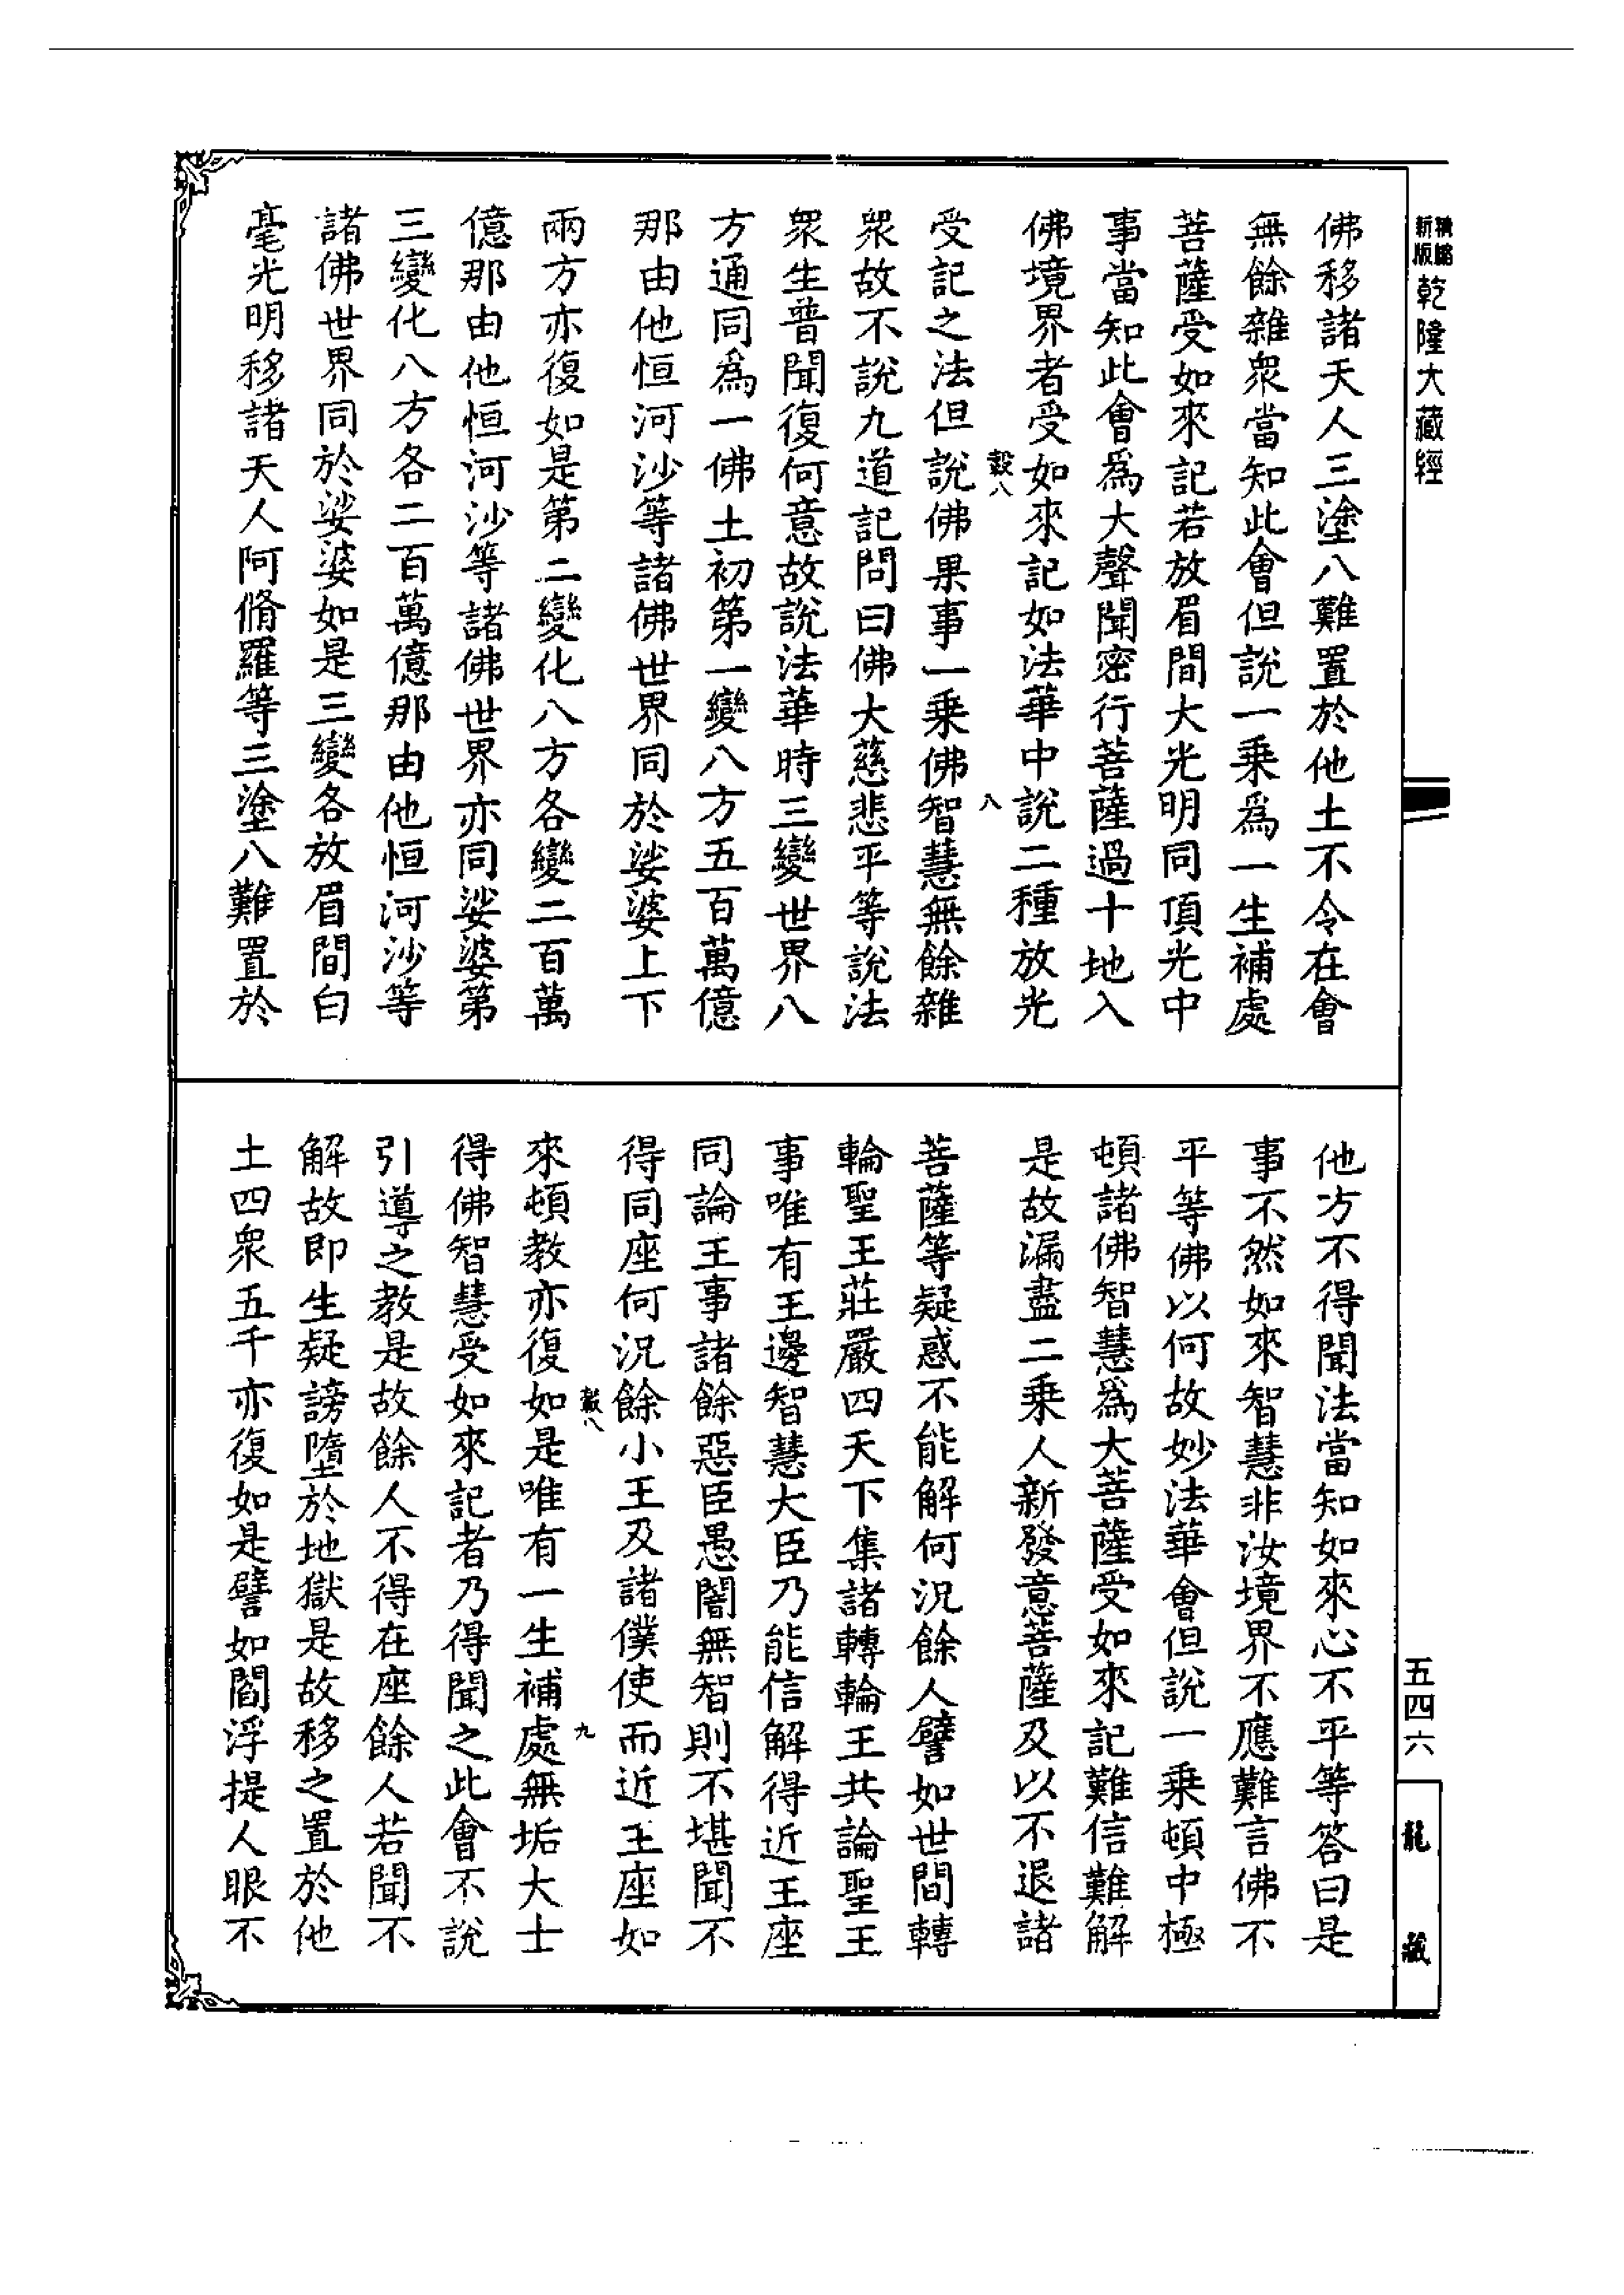 新版
精縮
乾隆大藏經
佛移諸天人三塗八難置於他土不令在會
無餘雜衆當知此會但說一乘爲一生補處
菩薩受如來記若放眉間大光明同頂光中
事當知此會爲大聲聞密行菩薩過十地入
佛境界者受如來記如法華中說二種放光
穀八
八
受記之法但說佛果事一乘佛智慧無餘雜
衆故不說九道記問曰佛大慈悲平等說法
衆生普聞復何意故說法華時三變世界八
方通同爲一佛土初第一變八方五百萬億
那由他恒河沙等諸佛世界同於娑婆上下
兩方亦復如是第二變化八方各變二百萬
億那由他恒河沙等諸佛世界亦同娑婆第
三變化八方各二百萬億那由他恒河沙等
諸佛世界同於娑婆如是三變各放眉間白
毫光明移諸天人阿脩羅等三塗八難置於
他方不得聞法當知如來心不平等答曰是
事不然如來智慧非汝境界不應難言佛不
平等佛以何故妙法華會但說一乘頓中極
頓諸佛智慧爲大菩薩受如來記難信難解
是故漏盡二乘人新發意菩薩及以不退諸
菩薩等疑惑不能解何況餘人譬如世間轉
輪聖王莊嚴四天下集諸轉輪王共論聖王
事唯有王邊智慧大臣乃能信解得近王座
同論王事諸餘惡臣愚闇無智則不堪聞不
得同座何況餘小王及諸僕使而近王座如
穀八
九
來頓教亦復如是唯有一生補處無垢大士
得佛智慧受如來記者乃得聞之此會不說
引導之教是故餘人不得在座餘人若聞不
解故即生疑謗墮於地獄是故移之置於他
土四衆五千亦復如是譬如閻浮提人眼不
五四六
龍藏